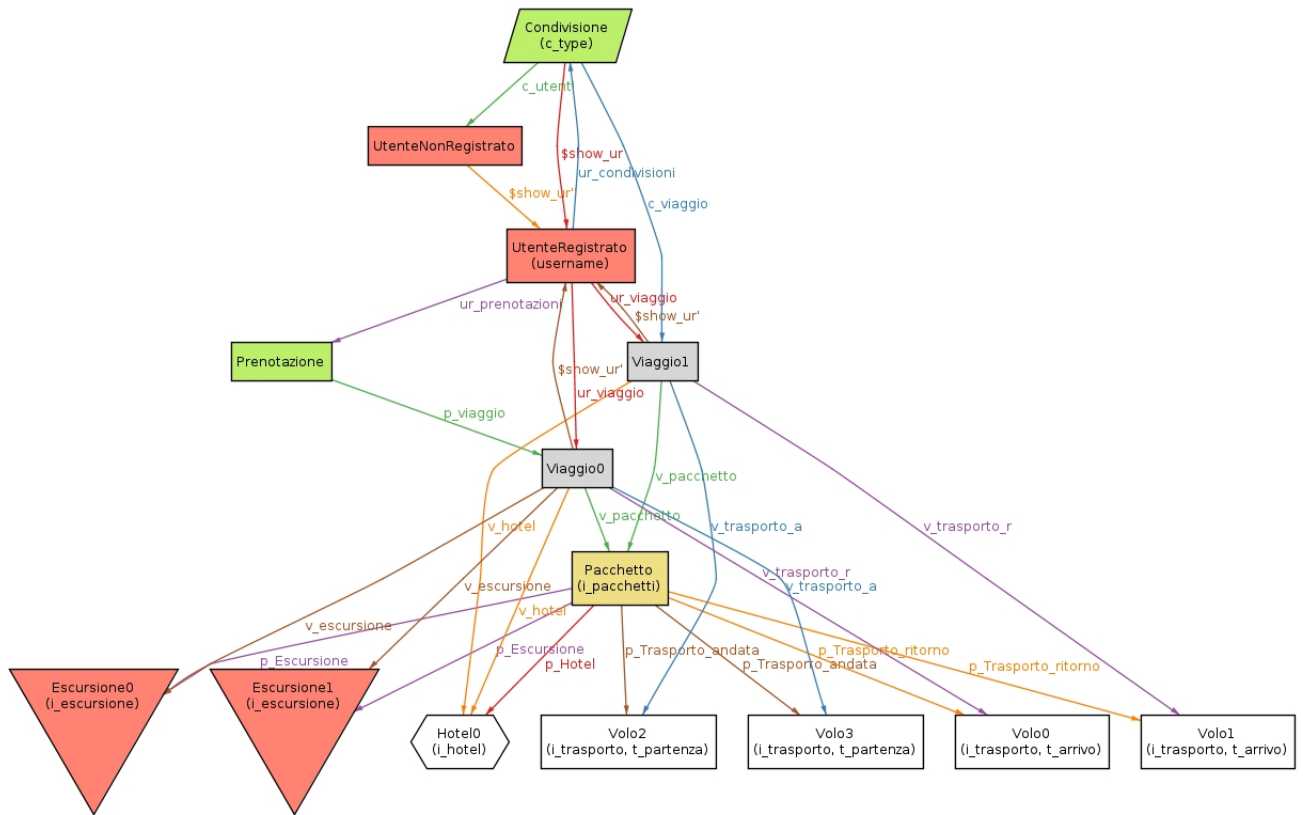 Condivisione
(c_type)
c_utenti
UtenteNonRegistrato
$show_ur
ur_condivisioni
$show_ur'
c_viaggio
UtenteRegistrato
(username)
ur_prenotazioni
ur_viaggio
$show_ur'
Prenotazione
Viaggio1
$show_ur'
ur_viaggio
p_viaggio
Viaggio0
v_pacchetto
v_pacchetto
v_hotel
v_trasporto_a
v_trasporto_r
Pacchetto
(i_pacchetti)
v_trasporto_r
v_escursione
v_trasporto_a
v_hotel
v_escursione
p_Escursione
p_Trasporto_andata
p_Trasporto_ritorno
p_Escursione
p_Hotel
p_Trasporto_andata
p_Trasporto_ritorno
Escursione0
(i_escursione)
Escursione1
(i_escursione)
Hotel0
(i_hotel)
Volo2
(i_trasporto, t_partenza)
Volo3
(i_trasporto, t_partenza)
Volo0
(i_trasporto, t_arrivo)
Volo1
(i_trasporto, t_arrivo)